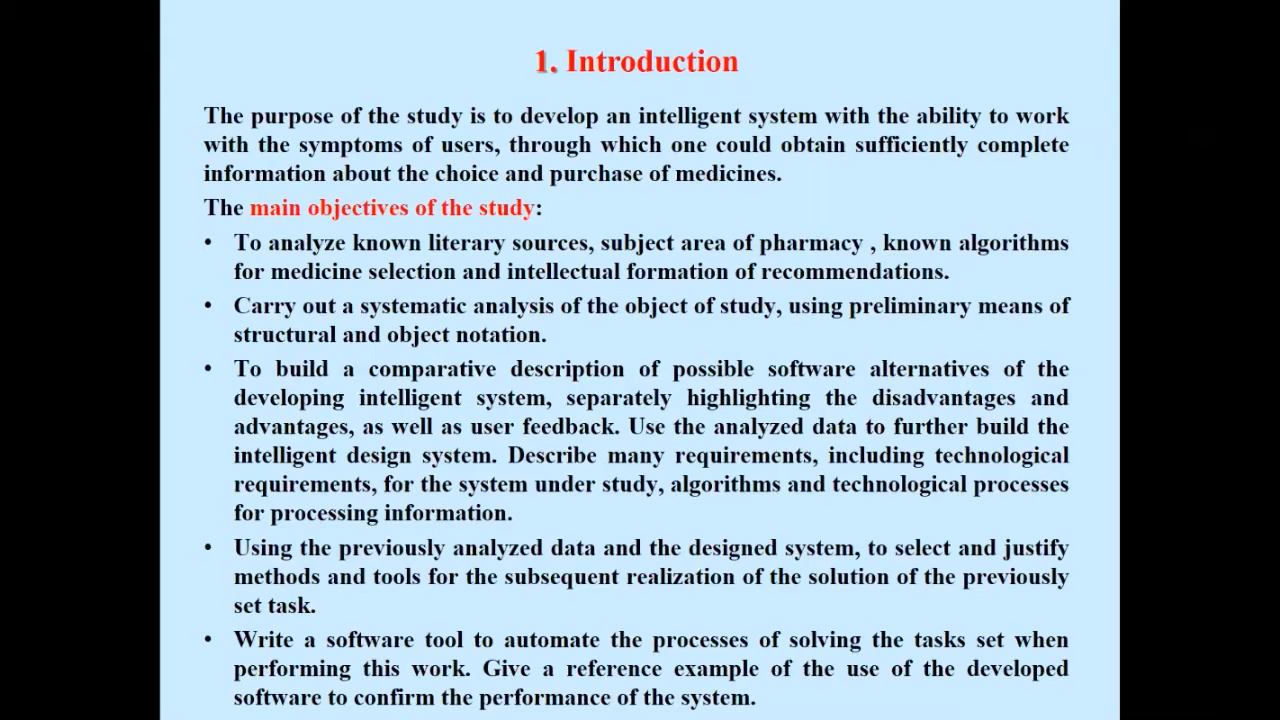 1. Introduction
The purpose of the study is to develop an intelligent system with the ability to work
with the symptoms of users, through which one could obtain sufficiently complete
information about the choice and purchase of medicines.
The main objectives of the study:
• To analyze known literary sources, subject area of pharmacy , known algorithms
for medicine selection and intellectual formation of recommendations.
• Carry out a systematic analysis of the object of study, using preliminary means of
structural and object notation.
• To build a comparative description of possible software alternatives of the
developing intelligent system, separately highlighting the disadvantages and
advantages, as well as user feedback. Use the analyzed data to further build the
intelligent design system. Describe many requirements, including technological
requirements, for the system under study, algorithms and technological processes
for processing information.
• Using the previously analyzed data and the designed system, to select and justify
methods and tools for the subsequent realization of the solution of the previously
set task.
• Write a software tool to automate the processes of solving the tasks set when
performing this work. Give a reference example of the use of the developed
software to confirm the performance of the system.